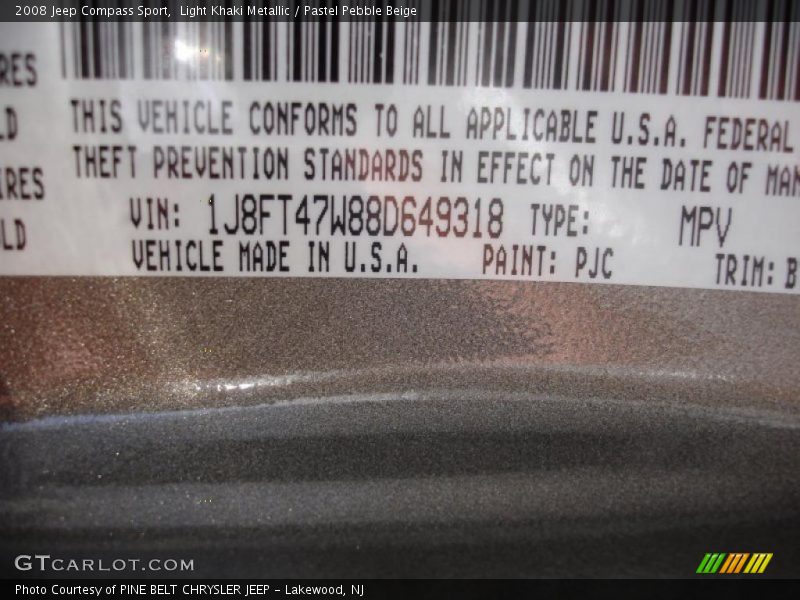 2008 Jeep Compass Sport,  Light Khaki Metallic / Pastel Pebble Beige
THIS VEHICLE CONFORMS TO ALL APPLICABLE U.S.A. FEDERAL
THEFT PREVENTION STANDARDS IN EFFECT ON THE DATE OF MAN
VIN: 1J8FT47W88D649318 TYPE: MPV
VEHICLE MADE IN U.S.A. PAINT: PJC TRIM: B
RES
LD
IRES
LD
GTCARLOT.COM
Photo Courtesy of PINE BELT CHRYSLER JEEP - Lakewood, NJ